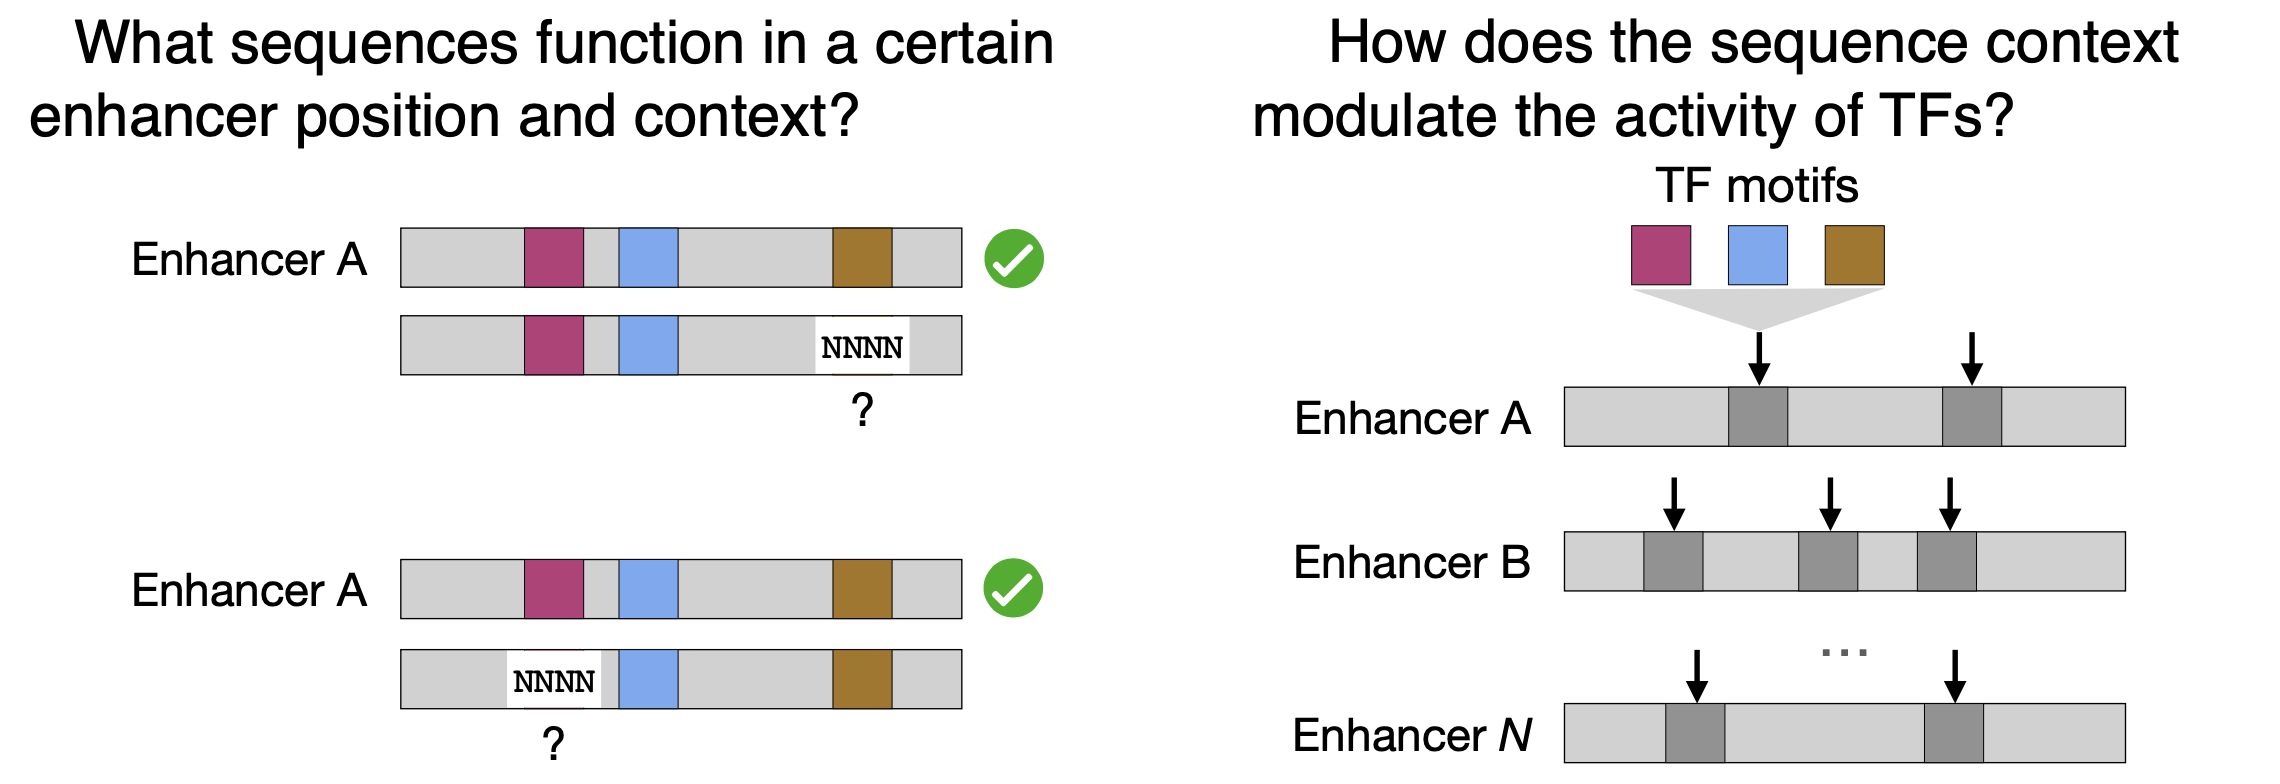 What sequences function in a certain
enhancer position and context?
Enhancer A
NNNN
?
Enhancer A
NNNN
?
How does the sequence context
modulate the activity of TFs?
TF motifs
Enhancer A
Enhancer B
...
Enhancer N